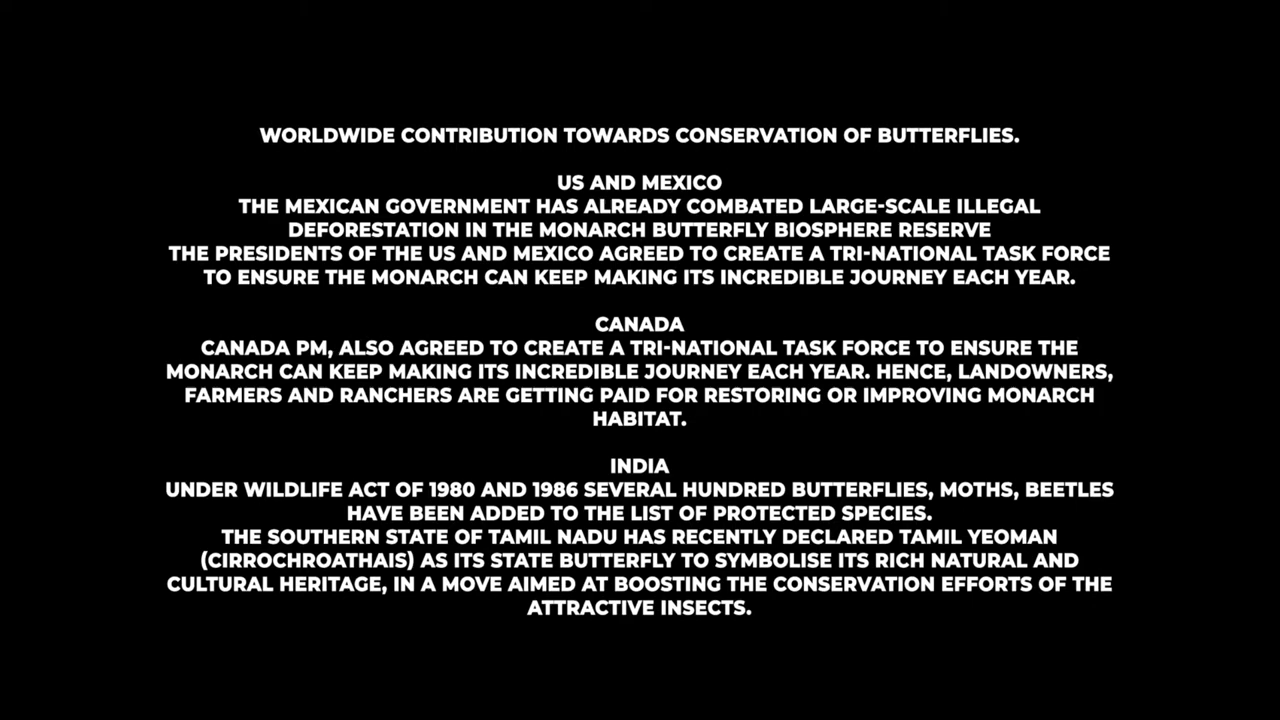 WORLDWIDE CONTRIBUTION TOWARDS CONSERVATION OF BUTTERFLIES.
US AND MEXICO
THE MEXICAN GOVERNMENT HAS ALREADY COMBATED LARGE-SCALE ILLEGAL
DEFORESTATION IN THE MONARCH BUTTERFLY BIOSPHERE RESERVE
THE PRESIDENTS OF THE US AND MEXICO AGREED TO CREATE A TRI-NATIONAL TASK FORCE
TO ENSURE THE MONARCH CAN KEEP MAKING ITS INCREDIBLE JOURNEY EACH YEAR.
CANADA
CANADA PM, ALSO AGREED TO CREATE A TRI-NATIONAL TASK FORCE TO ENSURE THE
MONARCH CAN KEEP MAKING ITS INCREDIBLE JOURNEY EACH YEAR. HENCE, LANDOWNERS,
FARMERS AND RANCHERS ARE GETTING PAID FOR RESTORING OR IMPROVING MONARCH
HABITAT.
INDIA
UNDER WILDLIFE ACT OF 1980 AND 1986 SEVERAL HUNDRED BUTTERFLIES, MOTHS, BEETLES
HAVE BEEN ADDED TO THE LIST OF PROTECTED SPECIES.
THE SOUTHERN STATE OF TAMIL NADU HAS RECENTLY DECLARED TAMIL YEOMAN
(CIRROCHROATHAIS) AS ITS STATE BUTTERFLY TO SYMBOLISE ITS RICH NATURAL AND
CULTURAL HERITAGE, IN A MOVE AIMED AT BOOSTING THE CONSERVATION EFFORTS OF THE
ATTRACTIVE INSECTS.